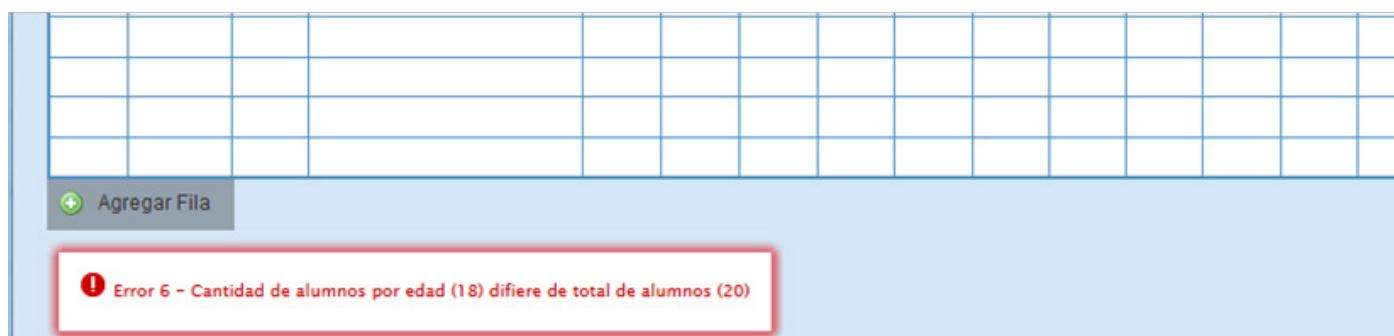 Agregar Fila
Error 6 - Cantidad de alumnos por edad (18) difiere de total de alumnos (20)